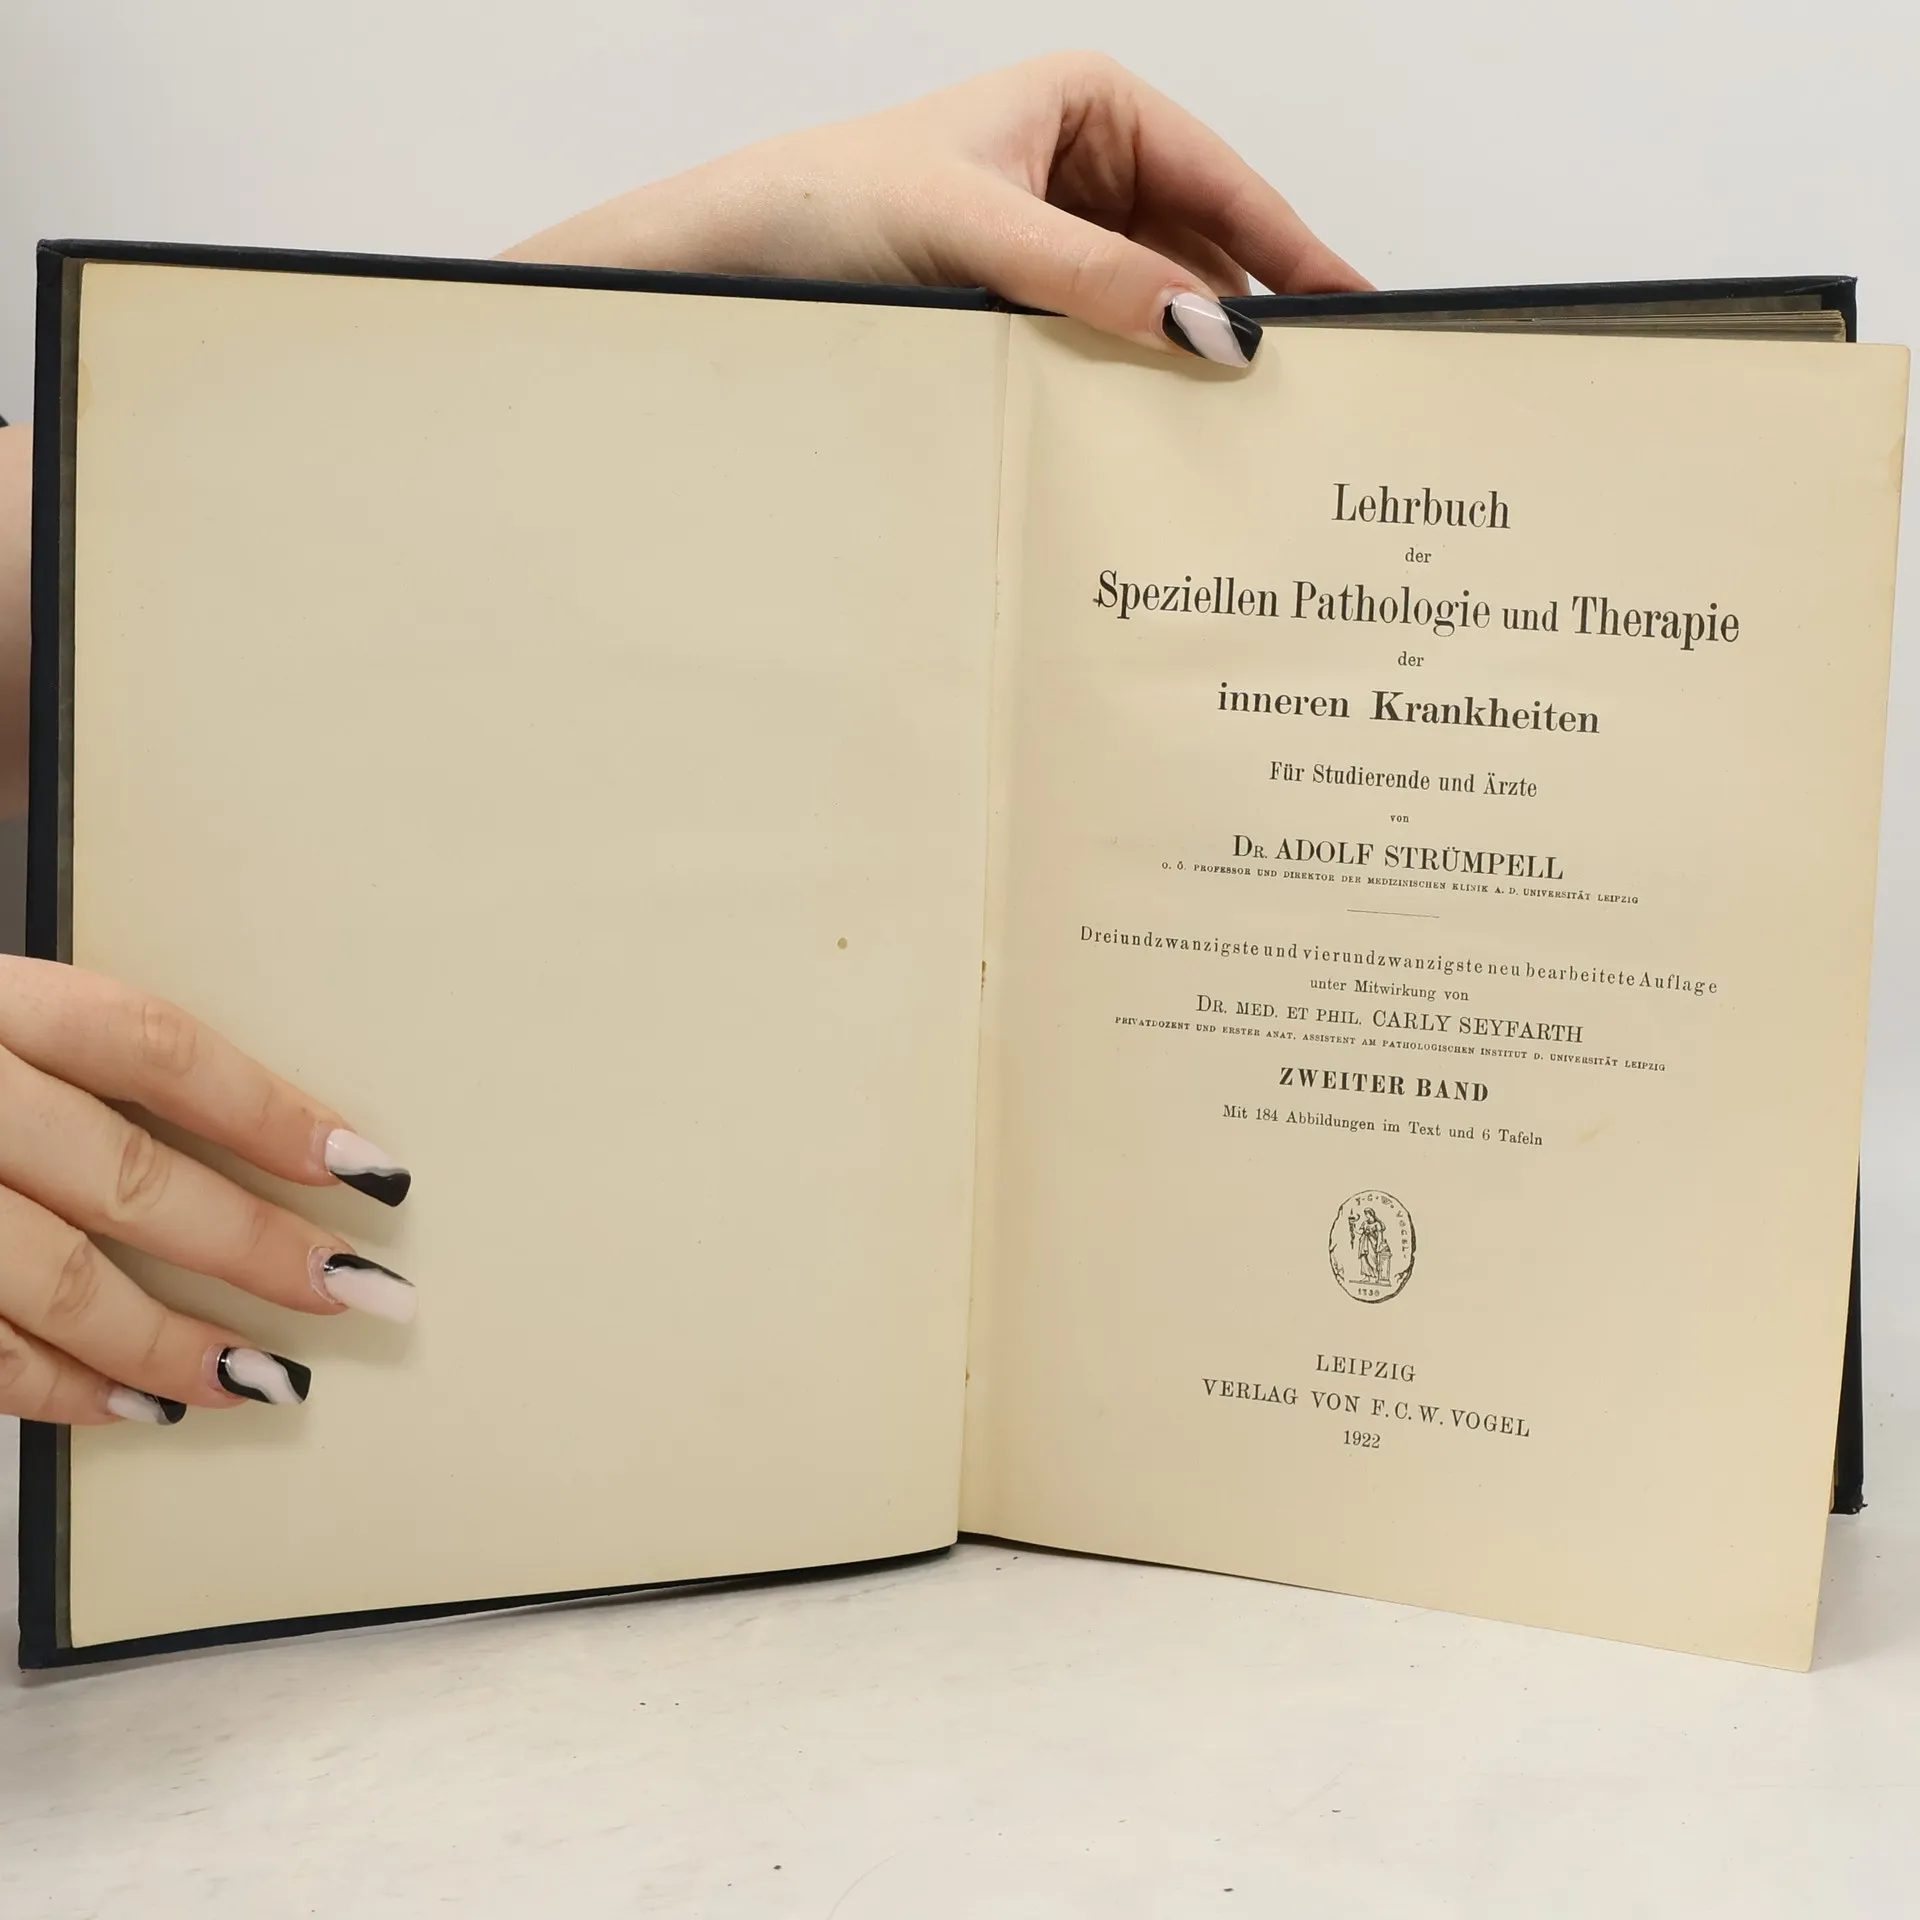 Lehrbuch
der
Speziellen Pathologie und Therapie
der
inneren Krankheiten
Für Studierende und Ärzte
von
DR. ADOLF STRÜMPELL
O. Ö. PROFESSOR UND DIREKTOR DER MEDIZINISCHEN KLINIK A. D. UNIVERSITÄT LEIPZIG
Dreiundzwanzigste und vierundzwanzigste neu bearbeitete Auflage
unter Mitwirkung von
DR. MED. ET PHIL. CARLY SEYFARTH
PRIVATDOZENT UND ERSTER ANAT. ASSISTENT AM PATHOLOGISCHEN INSTITUT D. UNIVERSITÄT LEIPZIG
ZWEITER BAND
Mit 184 Abbildungen im Text und 6 Tafeln
VOGEL
1730
LEIPZIG
VERLAG VON F. C. W. VOGEL
1922